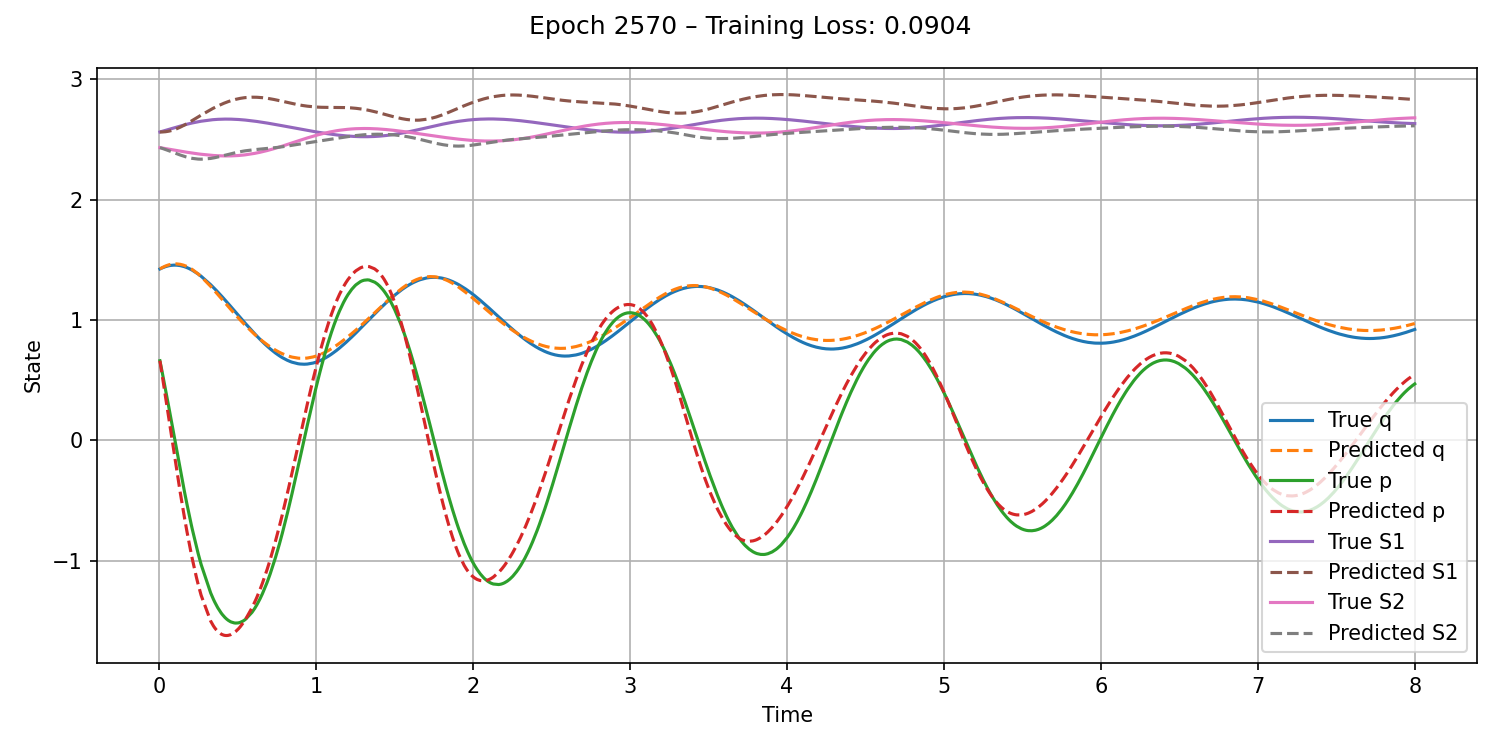 Epoch 2570 – Training Loss: 0.0904
3
2
1
0
−1
State
0 1 2 3 4 5 6 7 8
Time
True q
Predicted q
True p
Predicted p
True S1
Predicted S1
True S2
Predicted S2